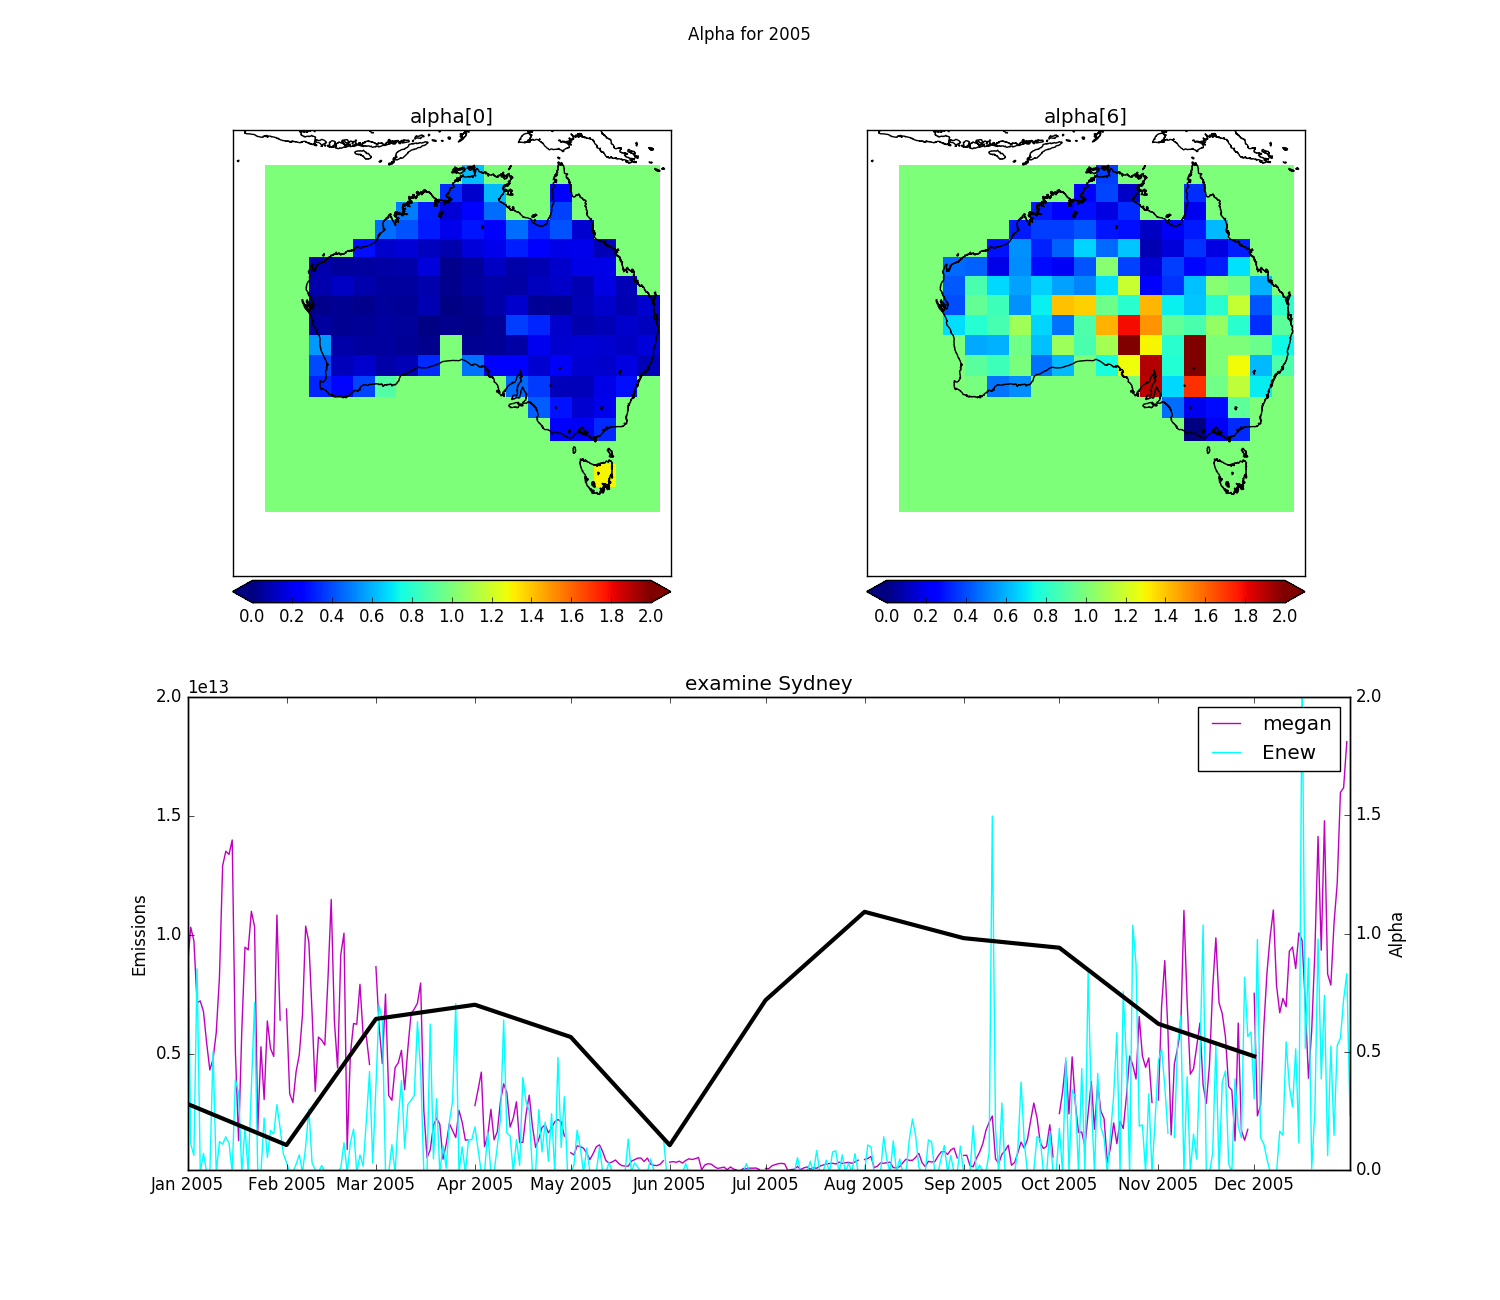 Alpha for 2005
alpha[0]
alpha[6]
0.0 0.2 0.4 0.6 0.8 1.0 1.2 1.4 1.6 1.8 2.0
0.0 0.2 0.4 0.6 0.8 1.0 1.2 1.4 1.6 1.8 2.0
examine Sydney
1e13
2.0
1.5
1.0
0.5
Emissions
megan
Enew
2.0
1.5
1.0
0.5
0.0
Alpha
Jan 2005 Feb 2005 Mar 2005 Apr 2005 May 2005 Jun 2005 Jul 2005 Aug 2005 Sep 2005 Oct 2005 Nov 2005 Dec 2005